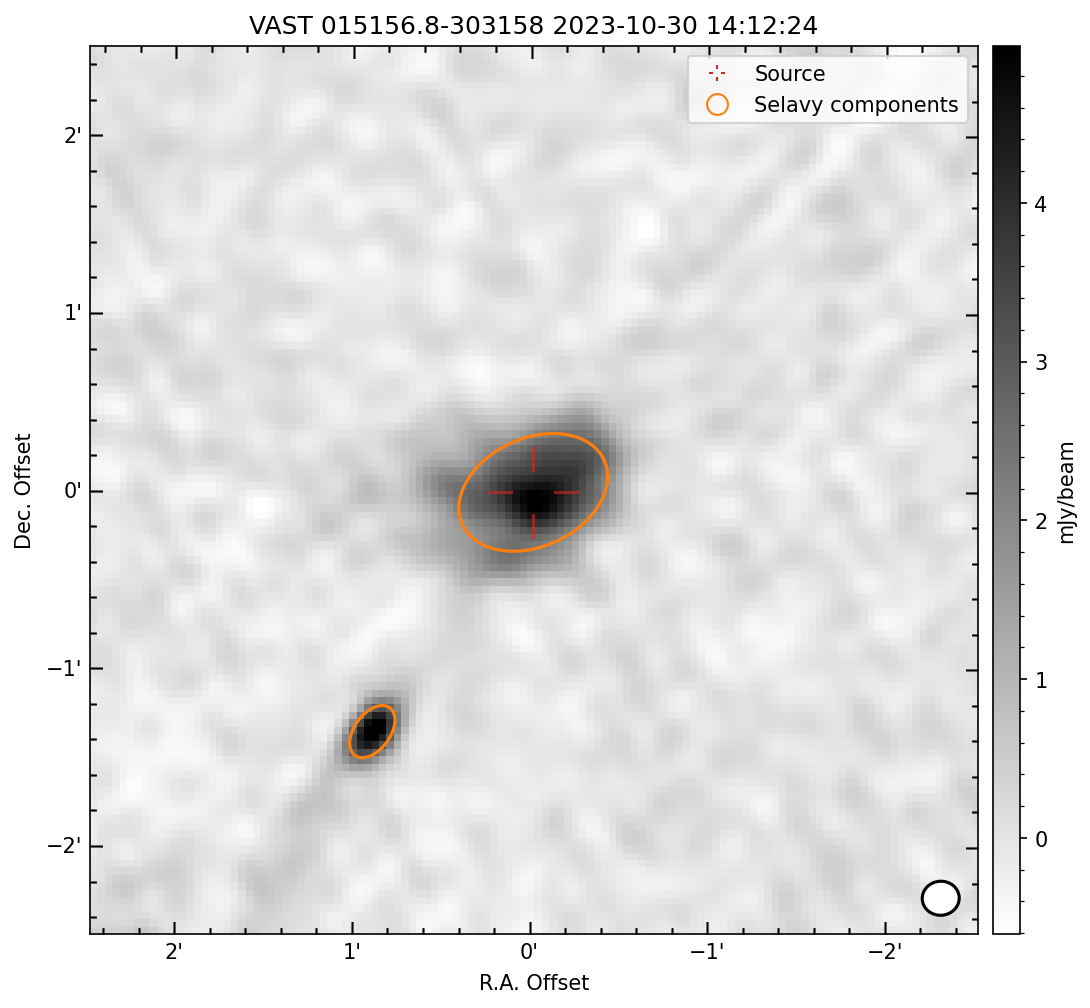 VAST 015156.8-303158 2023-10-30 14:12:24
Source
Selavy components
2'
1'
0'
−1'
−2'
Dec. Offset
2'
1'
0'
−1'
−2'
R.A. Offset
4
3
2
1
0
mJy/beam